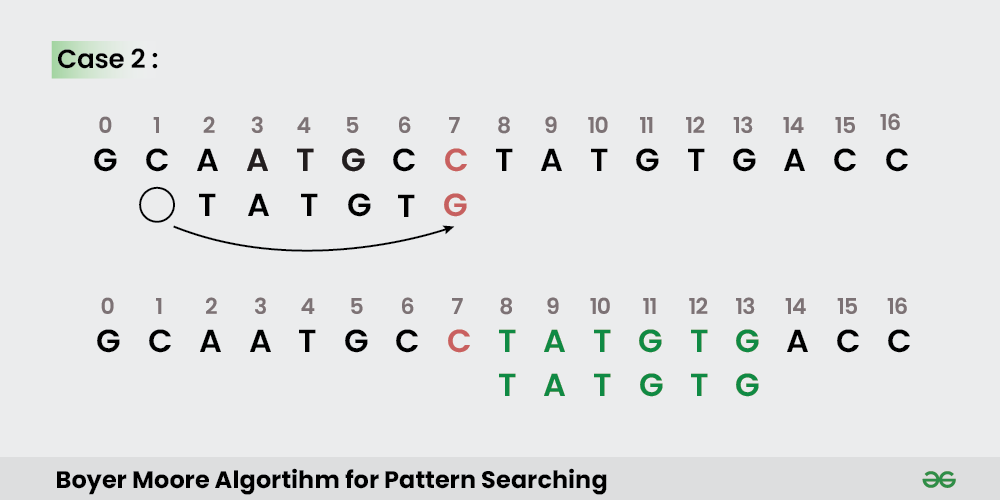 Case 2 :
0 1 2 3 4 5 6 7 8 9 10 11 12 13 14 15 16
G C A A T G C C T A T G T G A C C
T A T G T G
0 1 2 3 4 5 6 7 8 9 10 11 12 13 14 15 16
G C A A T G C C T A T G T G A C C
T A T G T G
Boyer Moore Algortihm for Pattern Searching